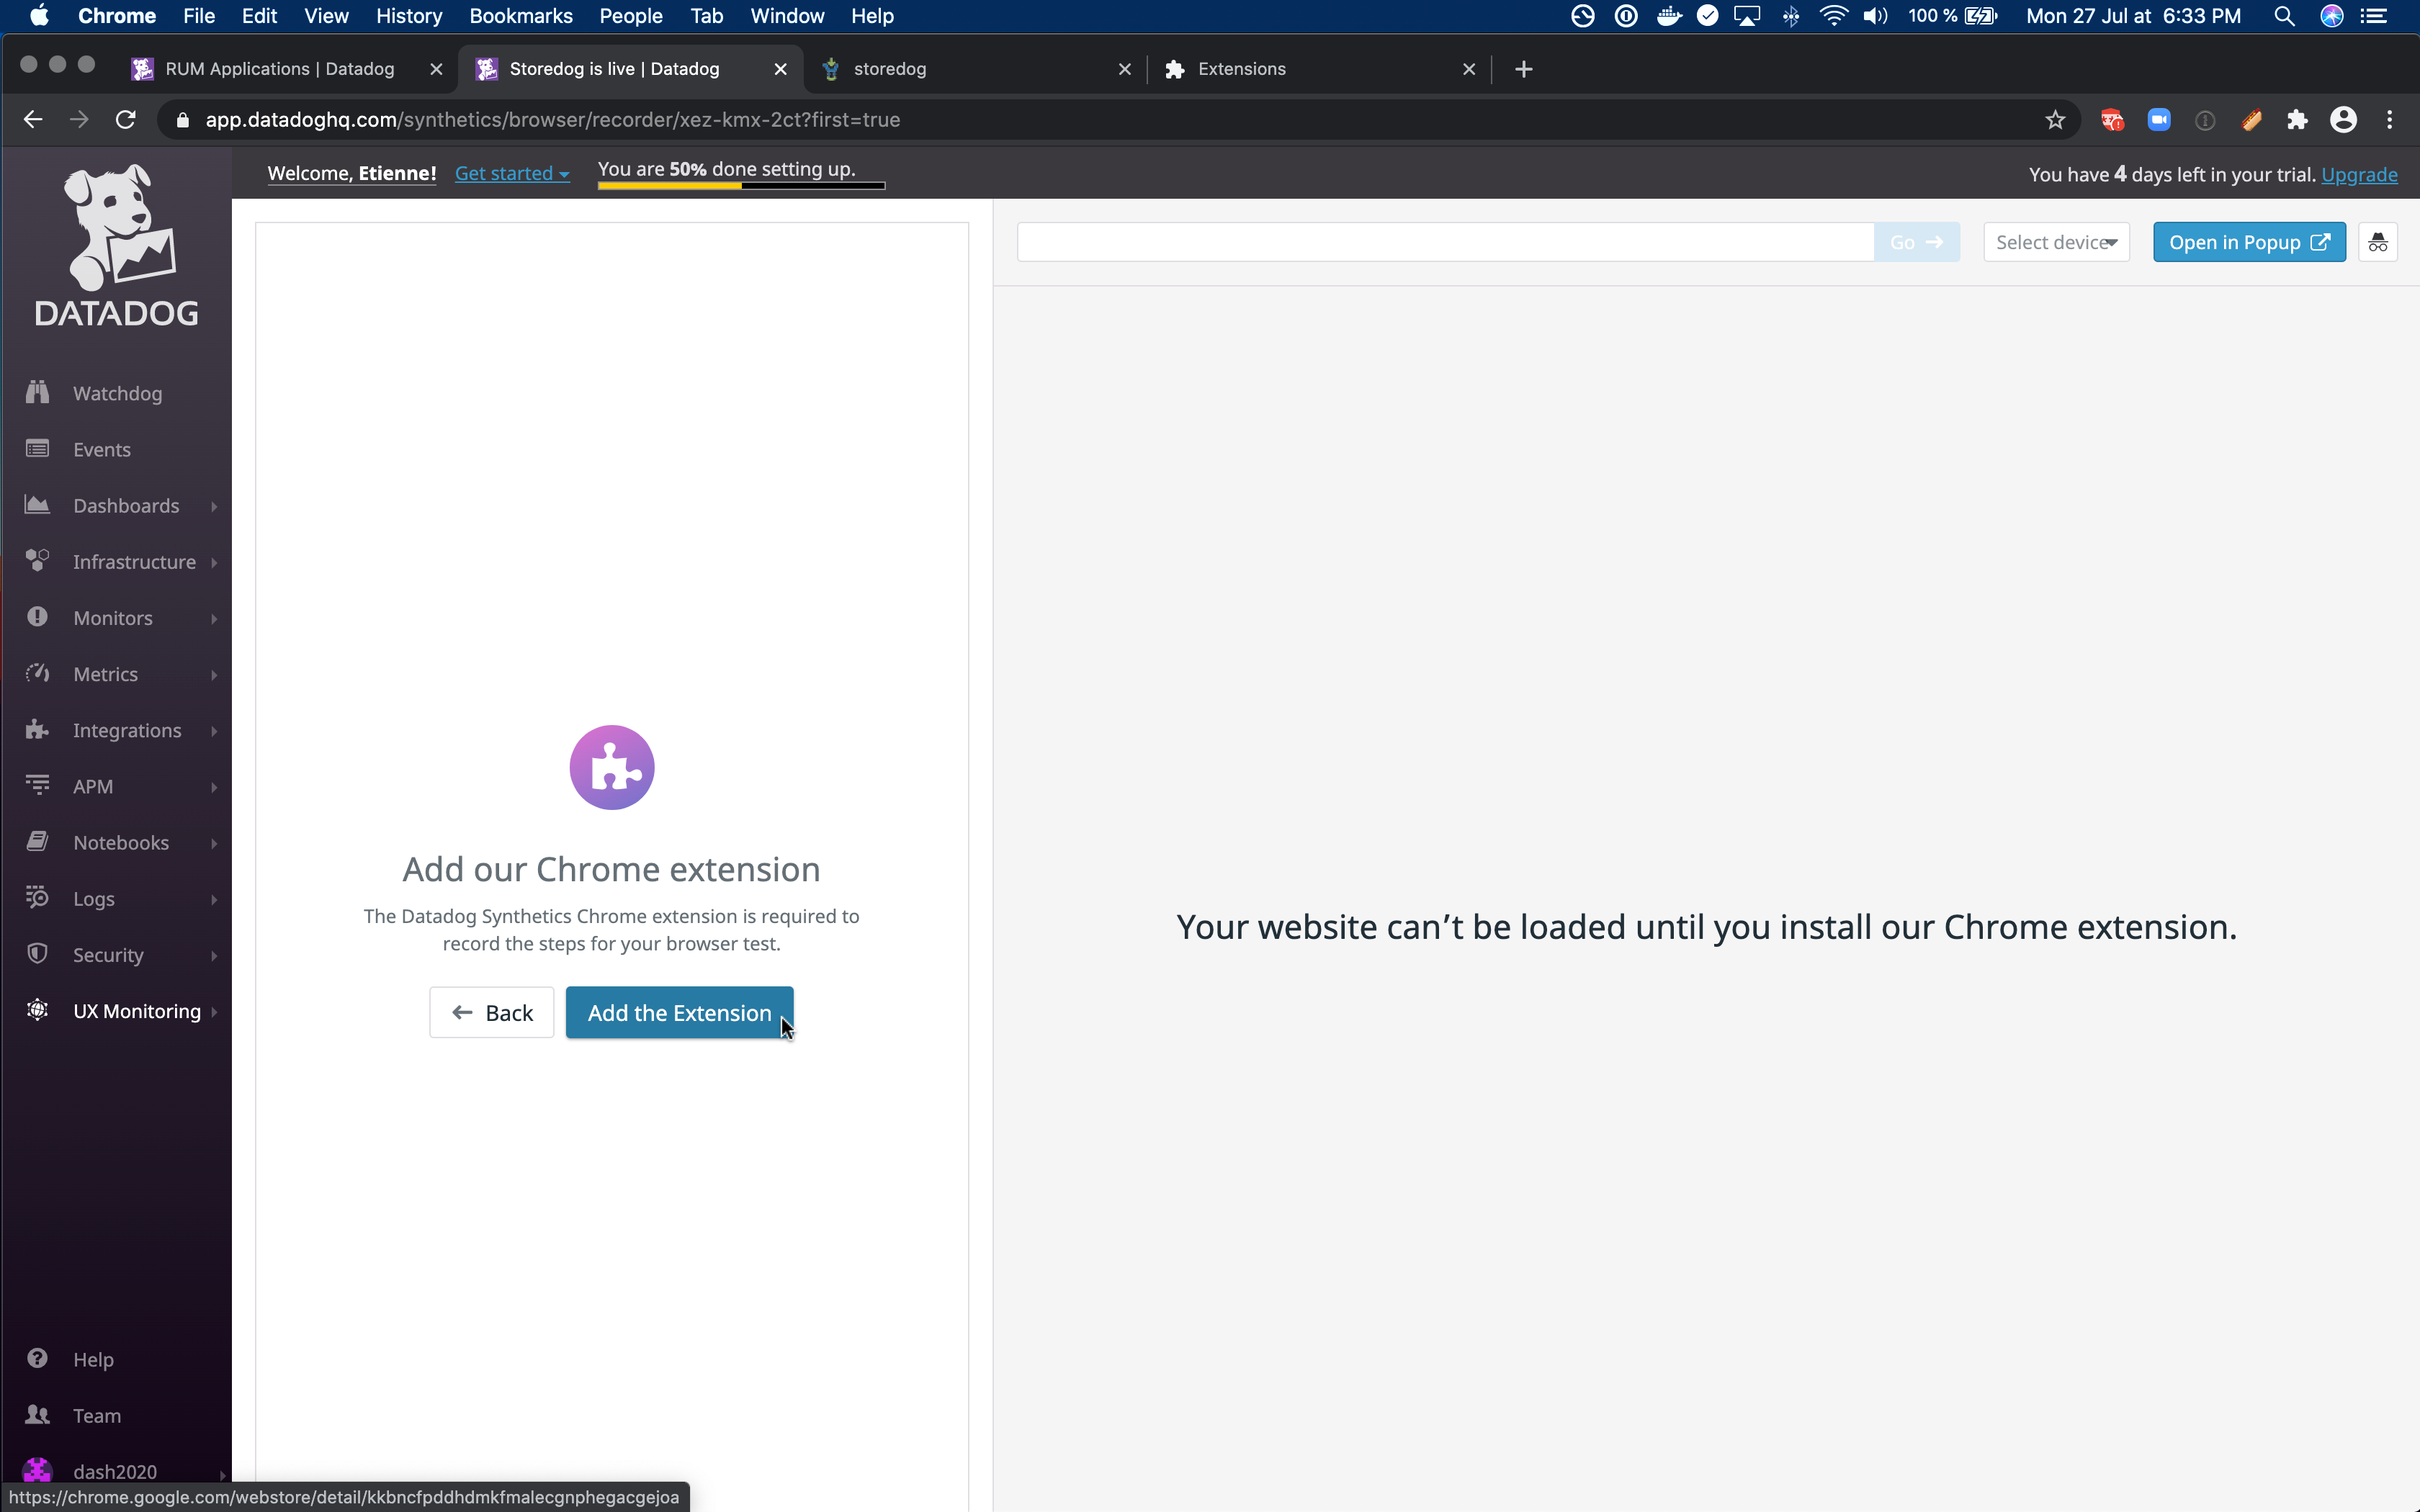 Chrome File Edit View History Bookmarks People Tab Window Help 100 % Mon 27 Jul at 6:33 PM
RUM Applications | Datadog Storedog is live | Datadog storedog Extensions
app.datadoghq.com/synthetics/browser/recorder/xez-kmx-2ct?first=true
Welcome, Etienne! Get started You are 50% done setting up. You have 4 days left in your trial. Upgrade
DATADOG
Watchdog
Events
Dashboards
Infrastructure
Monitors
Metrics
Integrations
APM
Notebooks
Logs
Security
UX Monitoring
Help
Team
dash2020
Go → Select device Open in Popup
Add our Chrome extension
The Datadog Synthetics Chrome extension is required to
record the steps for your browser test.
← Back Add the Extension
Your website can’t be loaded until you install our Chrome extension.
https://chrome.google.com/webstore/detail/kkbncfpddhdmkfmalecgnphegacgejoa